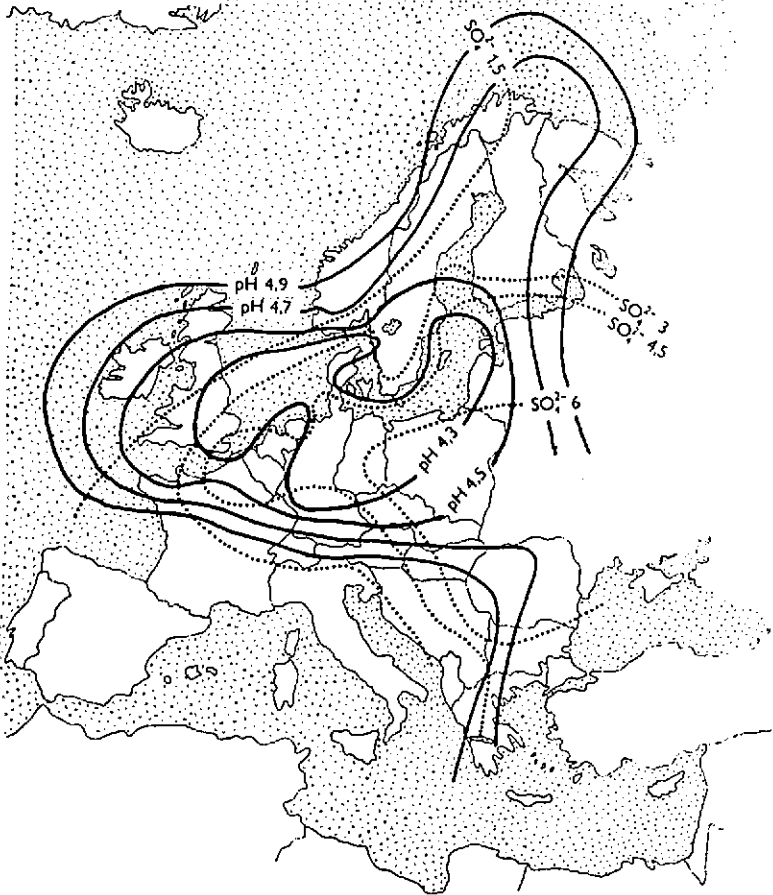 SO₄²⁻ 1,5
pH 4,9
pH 4,7
SO₄²⁻ 3
SO₄²⁻ 4,5
SO₄²⁻ 6
pH 4,3
pH 4,5